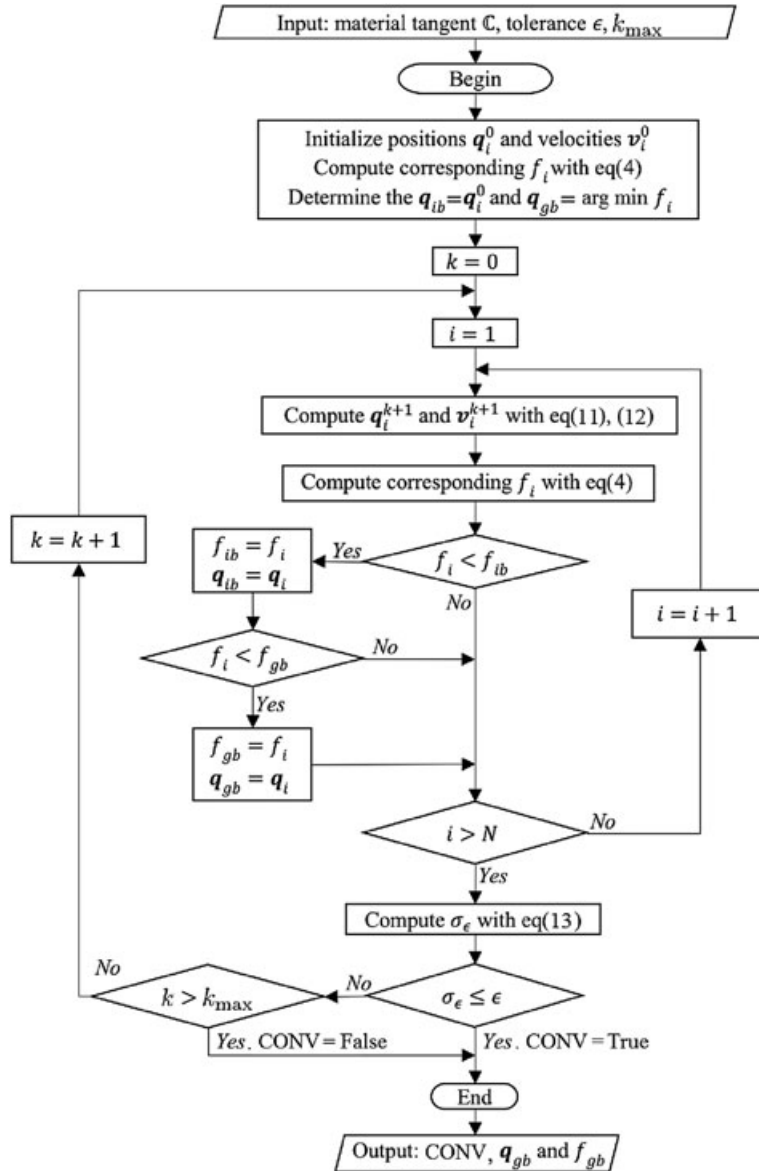 Input: material tangent ℂ, tolerance ϵ, k_max
Begin
Initialize positions q_i^0 and velocities v_i^0
Compute corresponding f_i with eq(4)
Determine the q_ib=q_i^0 and q_gb= arg min f_i
k = 0
i = 1
Compute q_i^{k+1} and v_i^{k+1} with eq(11), (12)
Compute corresponding f_i with eq(4)
k = k + 1
f_ib = f_i
q_ib = q_i
Yes
f_i < f_ib
No
i = i + 1
f_i < f_gb
No
Yes
f_gb = f_i
q_gb = q_i
i > N
No
Yes
Compute σ_ϵ with eq(13)
No
k > k_max
No
σ_ϵ ≤ ϵ
Yes. CONV = False
Yes. CONV = True
End
Output: CONV, q_gb and f_gb